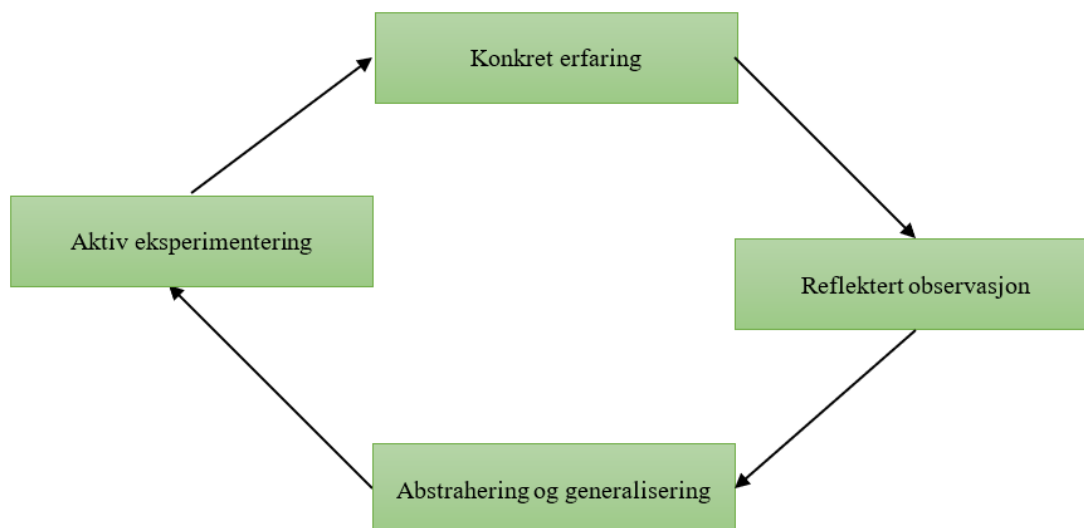 Konkret erfaring
Aktiv eksperimentering
Reflektert observasjon
Abstrahering og generalisering